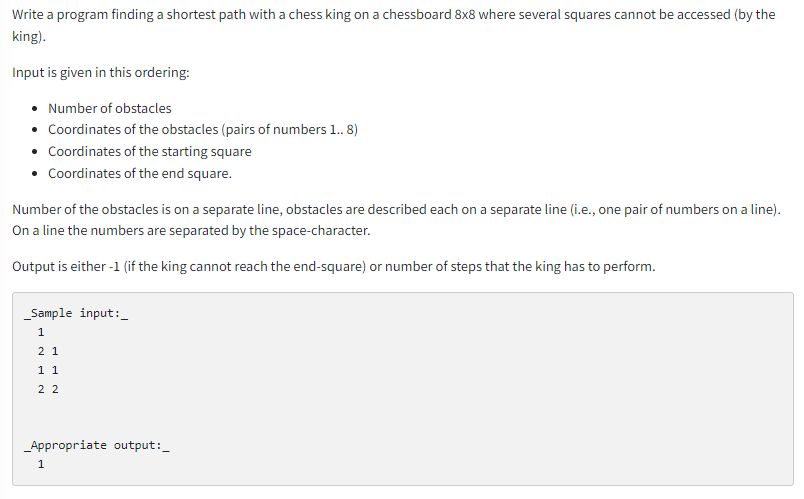 Write a program finding a shortest path with a chess king on a chessboard 8x8 where several squares cannot be accessed (by the
king).
Input is given in this ordering:
• Number of obstacles
• Coordinates of the obstacles (pairs of numbers 1.. 8)
• Coordinates of the starting square
• Coordinates of the end square.
Number of the obstacles is on a separate line, obstacles are described each on a separate line (i.e., one pair of numbers on a line).
On a line the numbers are separated by the space-character.
Output is either -1 (if the king cannot reach the end-square) or number of steps that the king has to perform.
_Sample input:_
1
2 1
1 1
2 2
_Appropriate output:_
1